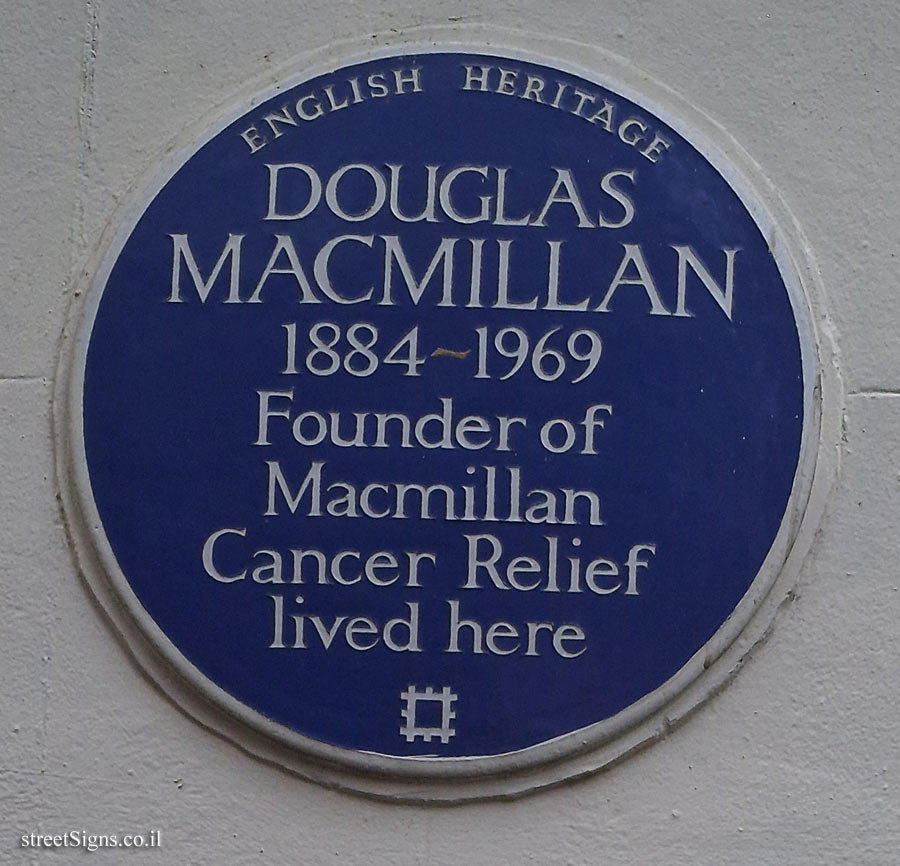 ENGLISH HERITAGE
DOUGLAS
MACMILLAN
1884~1969
Founder of
Macmillan
Cancer Relief
lived here
streetSigns.co.il